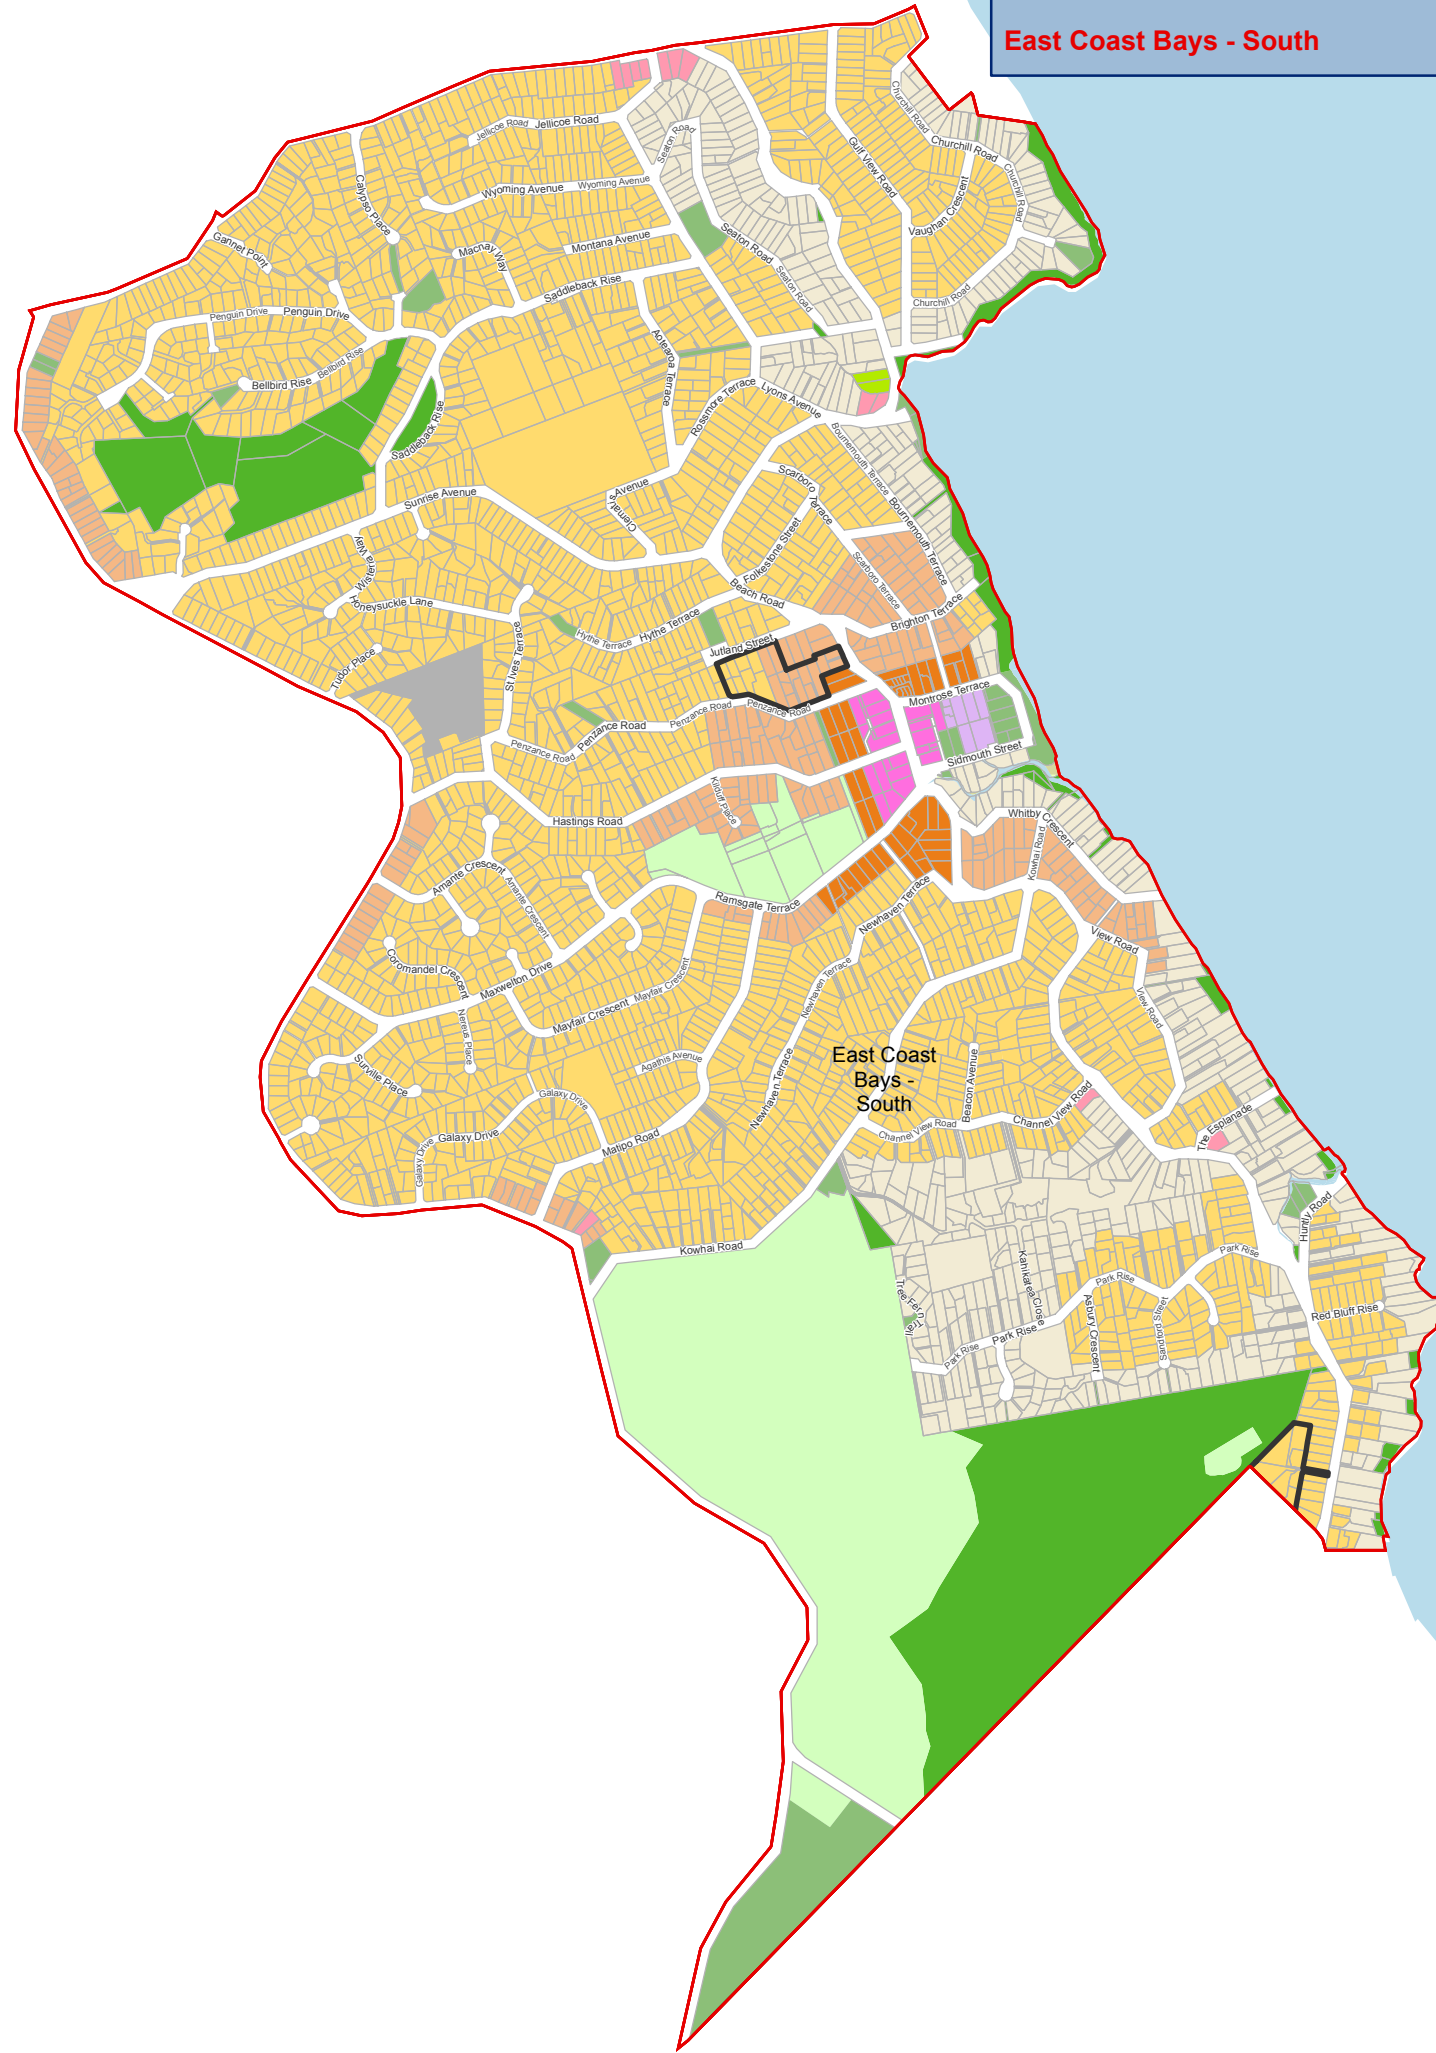 East Coast Bays - South
Churchill Road
Jellicoe Road
Jellicoe Road
Seaton Road
Gulf View Road
Churchill Road
Churchill Road
Calypso Place
Wyoming Avenue
Wyoming Avenue
Vaughan Crescent
Gannet Point
Macnay Way
Montana Avenue
Seaton Road
Seaton Road
Saddleback Rise
Churchill Road
Penguin Drive
Penguin Drive
Aotearoa Terrace
Bellbird Rise
Bellbird Rise
Rossmore Terrace
Lyons Avenue
Saddleback Rise
Bournemouth Terrace
Scarboro Terrace
Sunrise Avenue
Clematis Avenue
Bournemouth Terrace
Folkestone Street
Wisteria Way
Scarboro Terrace
Beach Road
Honeysuckle Lane
Brighton Terrace
Hythe Terrace
Hythe Terrace
Jutland Street
St Ives Terrace
Tudor Place
Montrose Terrace
Penzance Road
Penzance Road
Penzance Road
Penzance Road
Sidmouth Street
Kilduff Place
Hastings Road
Whitby Crescent
Kowhai Road
Amante Crescent
Amante Crescent
Ramsgate Terrace
Newhaven Terrace
View Road
Coromandel Crescent
Maxwelton Drive
Mayfair Crescent
Mayfair Crescent
Newhaven Terrace
View Road
Nereus Place
East Coast
Bays -
South
Surville Place
Agathis Avenue
Newhaven Terrace
Beacon Avenue
Galaxy Drive
Galaxy Drive
Galaxy Drive
Matipo Road
Channel View Road
Channel View Road
The Esplanade
Huntly Road
Kowhai Road
Park Rise
Kahikatea Close
Park Rise
Tree Fern Trail
Asbury Crescent
Sandford Street
Red Bluff Rise
Park Rise
Park Rise